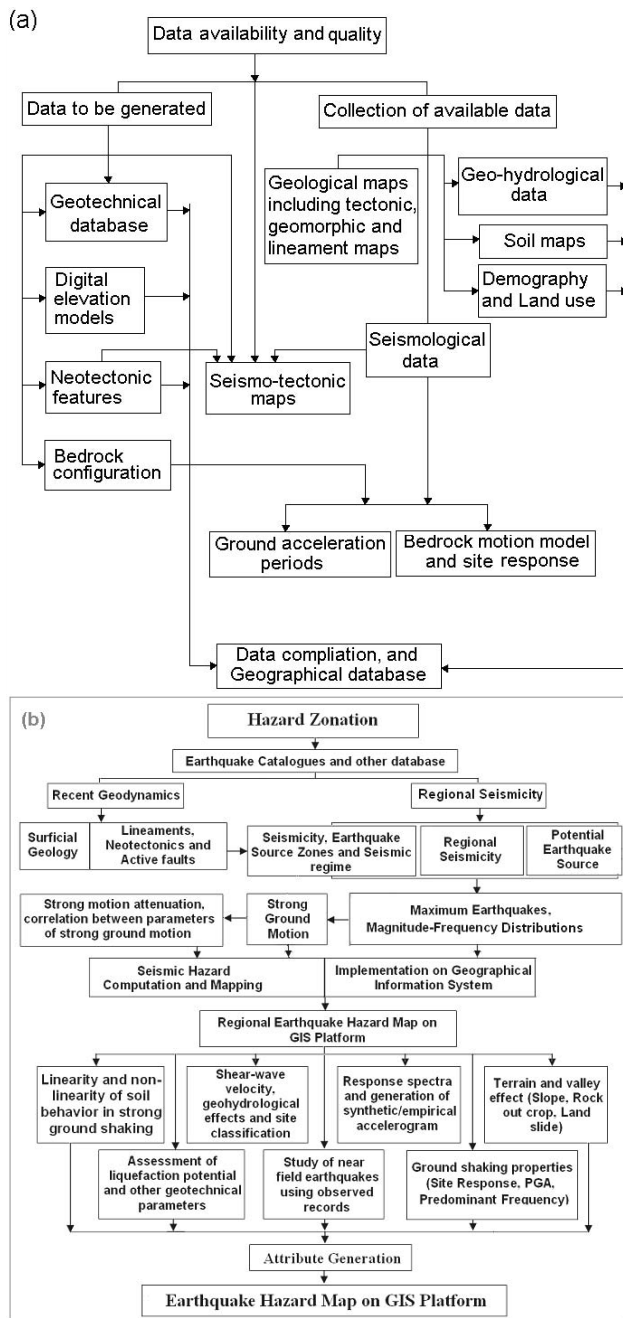 (a)
Data availability and quality
Data to be generated
Collection of available data
Geotechnical
database
Geological maps
including tectonic,
geomorphic and
lineament maps
Geo-hydrological
data
Soil maps
Demography
and Land use
Digital
elevation
models
Seismological
data
Neotectonic
features
Seismo-tectonic
maps
Bedrock
configuration
Ground acceleration
periods
Bedrock motion model
and site response
Data compliation, and
Geographical database
(b)
Hazard Zonation
Earthquake Catalogues and other database
Recent Geodynamics
Regional Seismicity
Surficial
Geology
Lineaments,
Neotectonics and
Active faults
Seismicity, Earthquake
Source Zones and Seismic
regime
Regional
Seismicity
Potential
Earthquake
Source
Strong motion attenuation,
correlation between parameters
of strong ground motion
Strong
Ground
Motion
Maximum Earthquakes,
Magnitude-Frequency Distributions
Seismic Hazard
Computation and Mapping
Implementation on Geographical
Information System
Regional Earthquake Hazard Map on
GIS Platform
Linearity and non-
linearity of soil
behavior in strong
ground shaking
Shear-wave
velocity,
geohydrological
effects and site
classification
Response spectra
and generation of
synthetic/empirical
accelerogram
Terrain and valley
effect (Slope, Rock
out crop. Land
slide)
Assessment of
liquefaction potential
and other geotechnical
parameters
Study of near
field earthquakes
using observed
records
Ground shaking properties
(Site Response, PGA,
Predominant Frequency)
Attribute Generation
Earthquake Hazard Map on GIS Platform